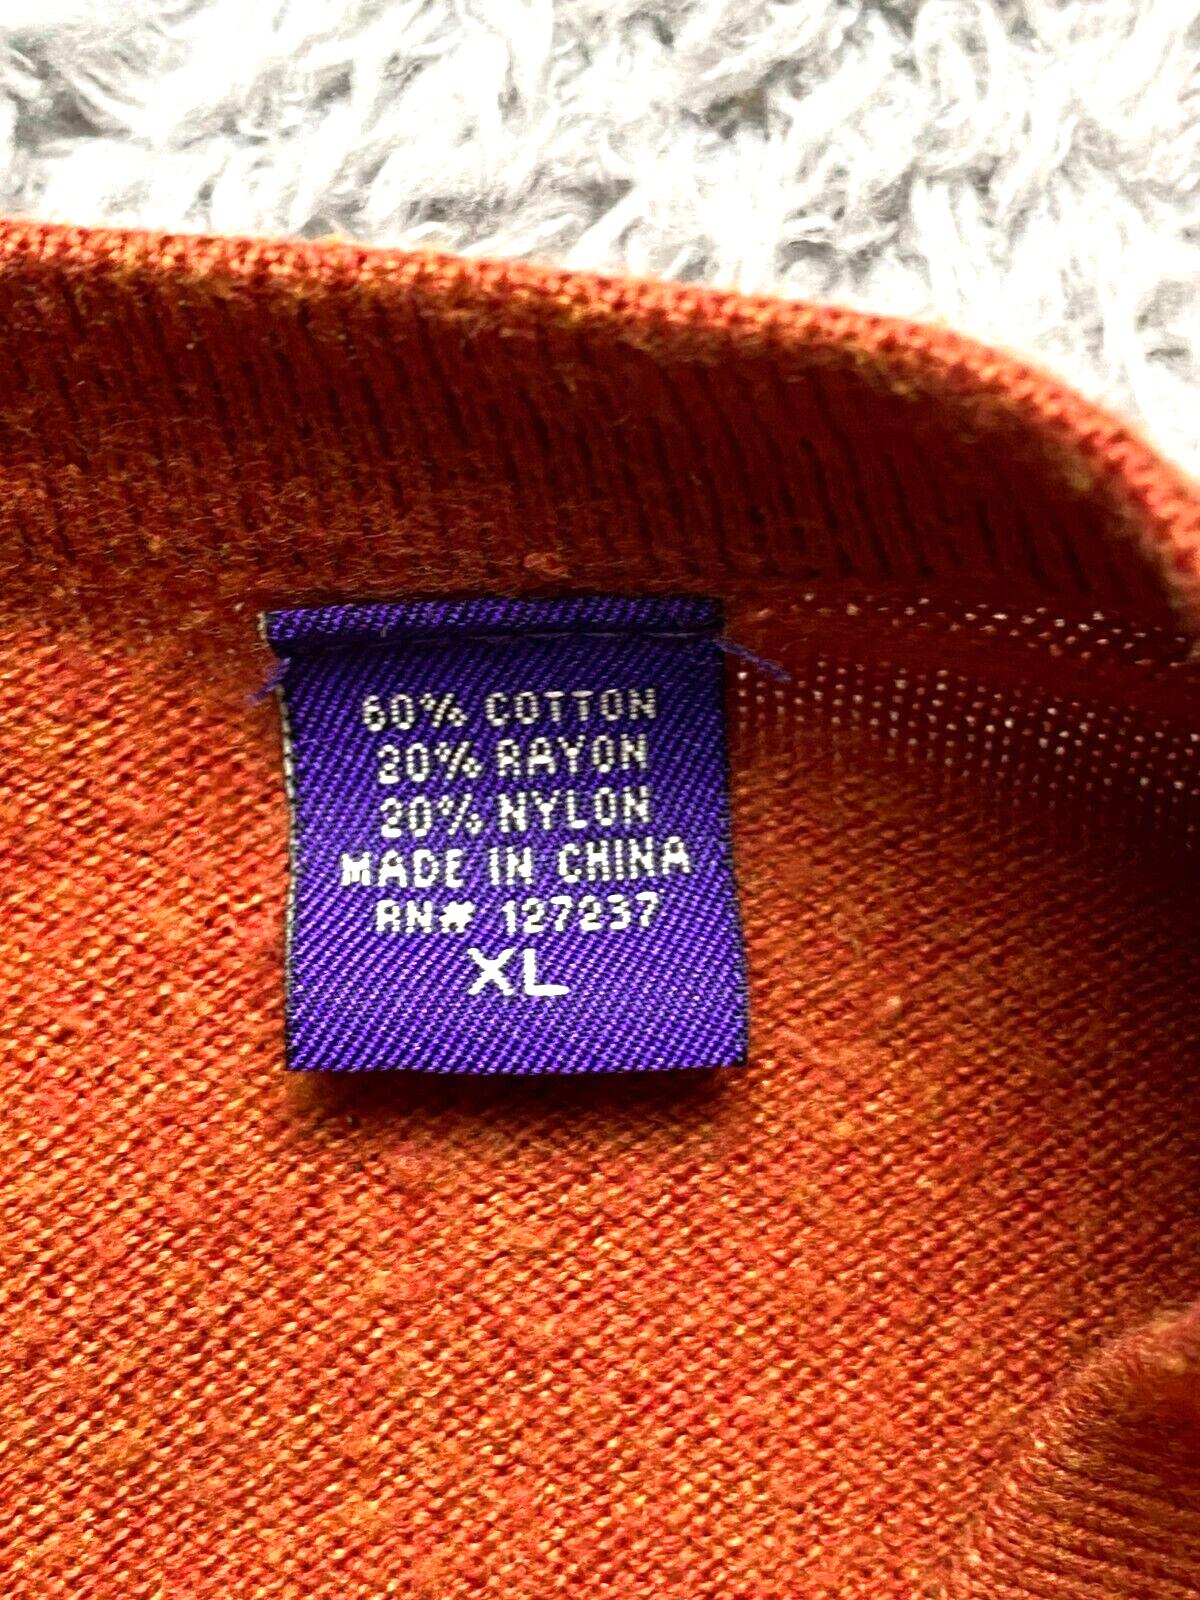 60% COTTON
20% RAYON
20% NYLON
MADE IN CHINA
RN# 127237
XL